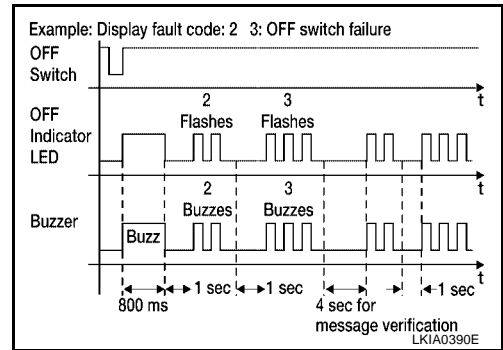 Example: Display fault code: 2 3: OFF switch failure
OFF
Switch
t
2
Flashes
3
Flashes
OFF
Indicator
LED
t
2
Buzzes
3
Buzzes
Buzzer
Buzz
t
1 sec
1 sec
1 sec
800 ms
4 sec for
message verification
LKIA0390E